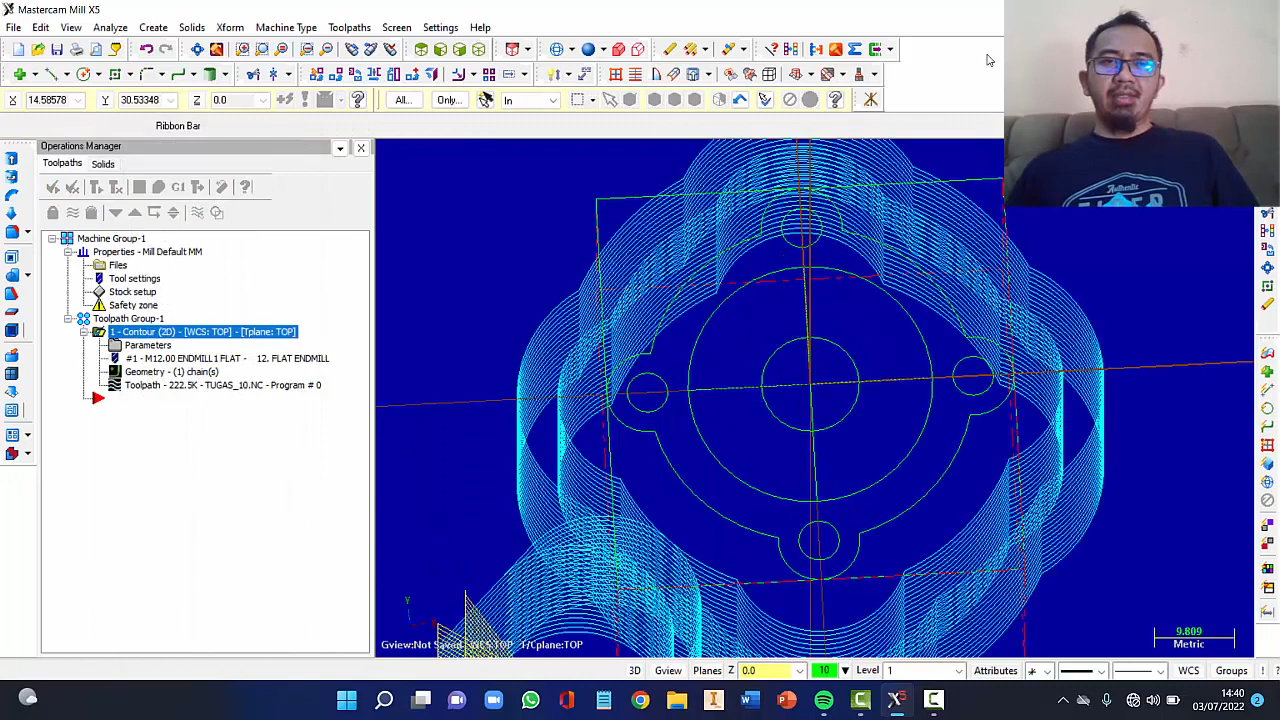 Mastercam Mill X5
File Edit View Analyze Create Solids Xform Machine Type Toolpaths Screen Settings Help
X 14.58578 Y 30.53348 Z 0.0 All... Only... In
Ribbon Bar
Operations Manager
Toolpaths Solids
G1
Machine Group-1
Properties - Mill Default MM
Files
Tool settings
Stock setup
Safety zone
Toolpath Group-1
1 - Contour (2D) - [WCS: TOP] - [Tplane: TOP]
Parameters
#1 - M12.00 ENDMILL1 FLAT - 12. FLAT ENDMILL
Geometry - (1) chain(s)
Toolpath - 222.5K - TUGAS_10.NC - Program # 0
Authentic
Y
Gview:Not Saved WCS:TOP T/Cplane:TOP
9.809
Metric
3D Gview Planes Z 0.0 10 Level 1 Attributes WCS Groups ?
14:40
03/07/2022
2